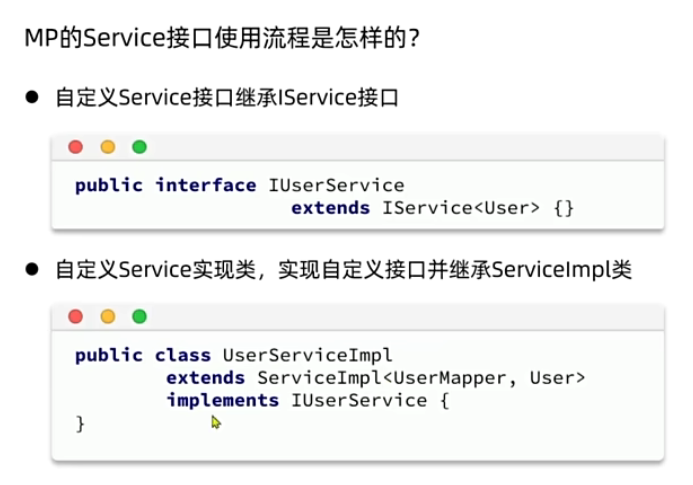 MP的Service接口使用流程是怎样的？
● 自定义Service接口继承IService接口
public interface IUserService
extends IService<User> {}
● 自定义Service实现类，实现自定义接口并继承ServiceImpl类
public class UserServiceImpl
extends ServiceImpl<UserMapper, User>
implements IUserService {
}